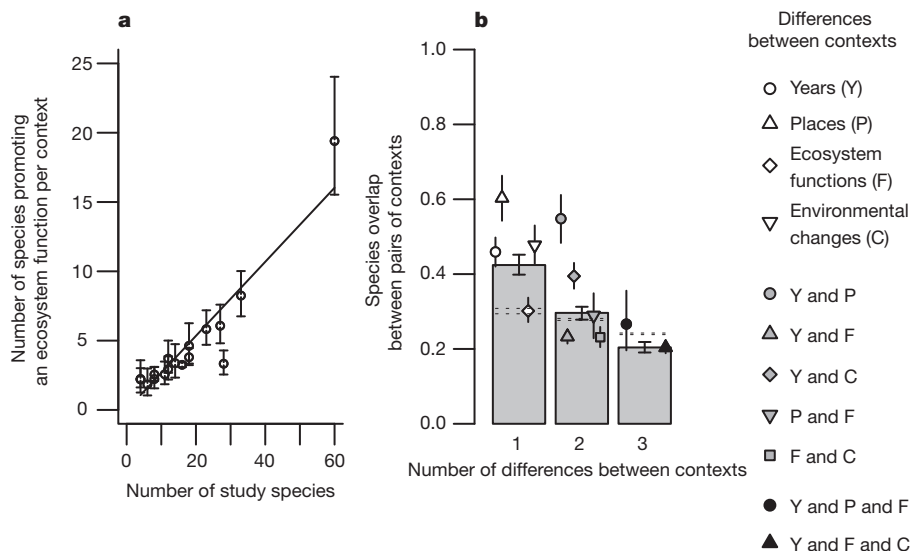 a
Number of species promoting
an ecosystem function per context
25
20
15
10
5
0
0
20
40
60
Number of study species
b
Species overlap
between pairs of contexts
1.0
0.8
0.6
0.4
0.2
0.0
1
2
3
Number of differences between contexts
Differences
between contexts
Years (Y)
Places (P)
Ecosystem
functions (F)
Environmental
changes (C)
Y and P
Y and F
Y and C
P and F
F and C
Y and P and F
Y and F and C